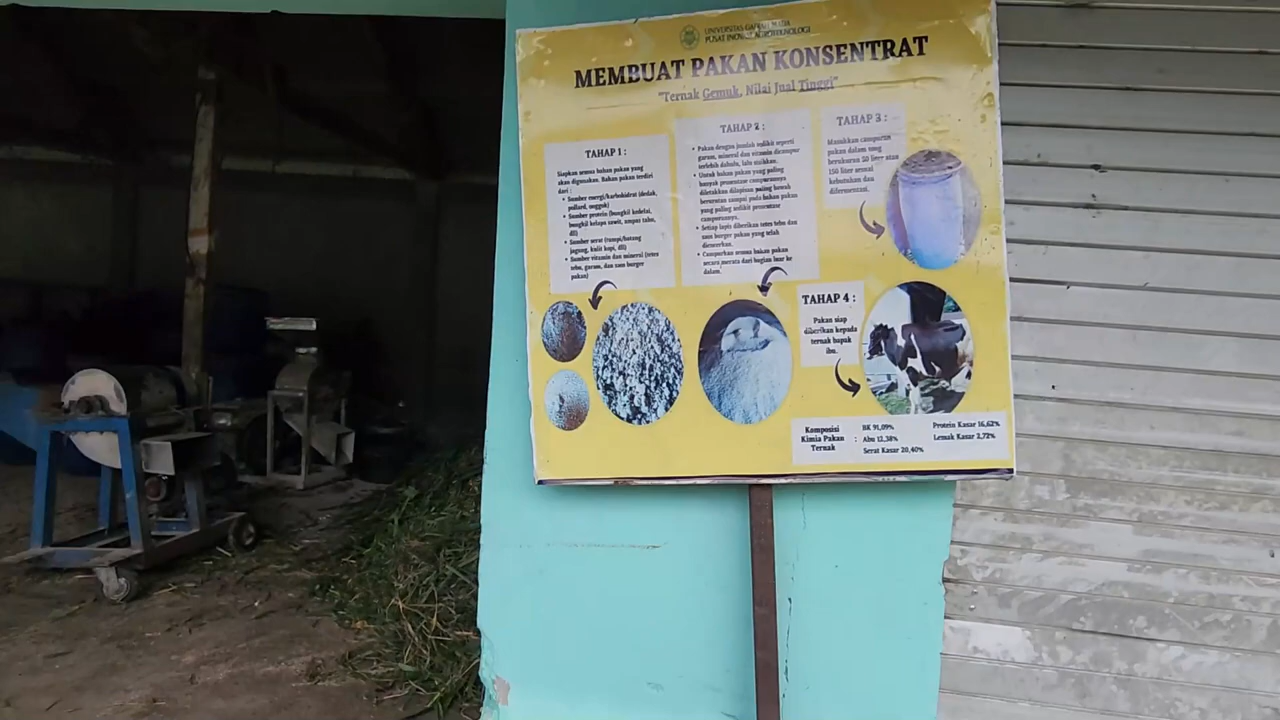 UNIVERSITAS GADJAH MADA
PUSAT INOVASI AGROTEKNOLOGI
MEMBUAT PAKAN KONSENTRAT
"Ternak Gemuk, Nilai Jual Tinggi"
TAHAP 1 :
Siapkan semua bahan pakan yang
akan digunakan. Bahan pakan terdiri
dari :
• Sumber energi/karbohidrat (dedak,
pollard, onggok)
• Sumber protein (bungkil kedelai,
bungkil kelapa sawit, ampas tahu,
dll)
• Sumber serat (rumpi/batang
jagung, kulit kopi, dll)
• Sumber vitamin dan mineral (tetes
tebu, garam, dan saus burger
pakan)
TAHAP 2 :
• Pakan dengan jumlah sedikit seperti
garam, mineral dan vitamin dicampur
terlebih dahulu, lalu sisihkan.
• Untuk bahan pakan yang paling
banyak prosentase campurannya
diletakkan dilapisan paling bawah
berurutan sampai pada bahan pakan
yang paling sedikit prosentase
campurannya.
• Setiap lapis diberikan tetes tebu dan
saus burger pakan yang telah
diencerkan.
• Campurkan semua bahan pakan
secara merata dari bagian luar ke
dalam.
TAHAP 3 :
Masukkan campuran
pakan dalam tong
berukuran 50 liter atau
150 liter sesuai
kebutuhan dan
difermentasi.
TAHAP 4 :
Pakan siap
diberikan kepada
ternak bapak
ibu.
Komposisi
Kimia Pakan :
Ternak
BK 91,09%
Abu 12,38%
Serat Kasar 20,40%
Protein Kasar 16,62%
Lemak Kasar 2,72%